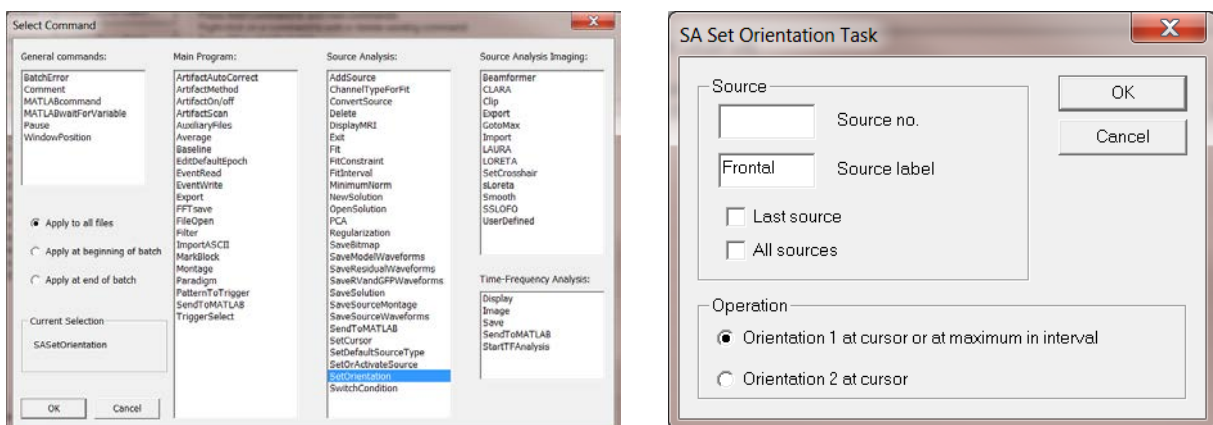 Select Command
General commands:
BatchError
Comment
MATLABcommand
MATLABwaitForVariable
Pause
WindowPosition
Apply to all files
Apply at beginning of batch
Apply at end of batch
Current Selection
SASetOrientation
OK
Cancel
Main Program:
ArtifactAutoCorrect
ArtifactMethod
ArtifactOn/off
ArtifactScan
AuxiliaryFiles
Average
Baseline
EditDefaultEpoch
EventRead
EventWrite
Export
FFTsave
FileOpen
Filter
ImportASCII
MarkBlock
Montage
Paradigm
PatternToTrigger
SendToMATLAB
TriggerSelect
Source Analysis:
AddSource
ChannelTypeForFit
ConvertSource
Delete
DisplayMRI
Exit
Fit
FitConstraint
FitInterval
MinimumNorm
NewSolution
OpenSolution
PCA
Regularization
SaveBitmap
SaveModelWaveforms
SaveResidualWaveforms
SaveRVandGFPWaveforms
SaveSolution
SaveSourceMontage
SaveSourceWaveforms
SendToMATLAB
SetCursor
SetDefaultSourceType
SetOrActivateSource
SetOrientation
SwitchCondition
Source Analysis Imaging:
Beamformer
CLARA
Clip
Export
GotoMax
Import
LAURA
LORETA
SetCrosshair
sLoreta
Smooth
SSLOFO
UserDefined
Time-Frequency Analysis:
Display
Image
Save
SendToMATLAB
StartTFAnalysis
SA Set Orientation Task
Source
Source no.
Frontal Source label
Last source
All sources
OK
Cancel
Operation
Orientation 1 at cursor or at maximum in interval
Orientation 2 at cursor